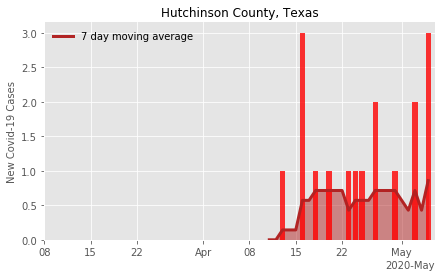 Hutchinson County, Texas
7 day moving average
New Covid-19 Cases
3.0
2.5
2.0
1.5
1.0
0.5
0.0
08 15 22 Apr 08 15 22 May
2020-May